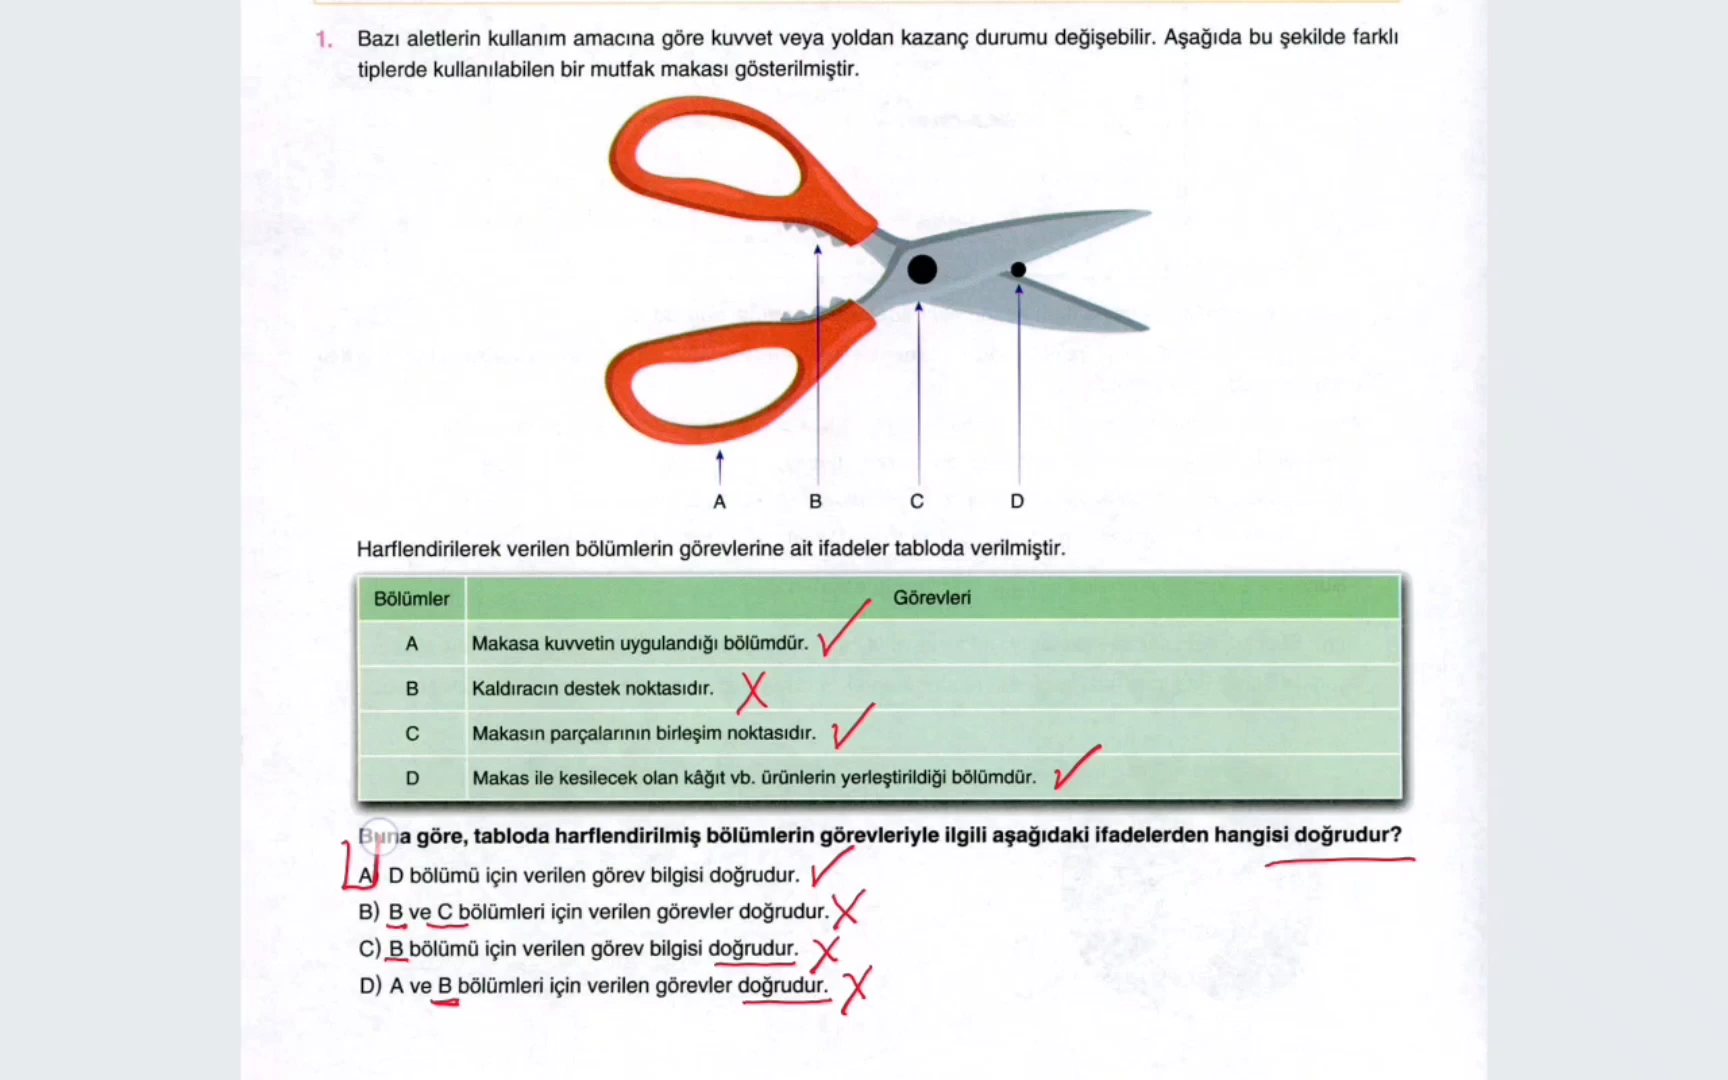 1. Bazı aletlerin kullanım amacına göre kuvvet veya yoldan kazanç durumu değişebilir. Aşağıda bu şekilde farklı
tiplerde kullanılabilen bir mutfak makası gösterilmiştir.
A B C D
Harflendirilerek verilen bölümlerin görevlerine ait ifadeler tabloda verilmiştir.
Bölümler Görevleri
A Makasa kuvvetin uygulandığı bölümdür.
B Kaldıracın destek noktasıdır.
C Makasın parçalarının birleşim noktasıdır.
D Makas ile kesilecek olan kâğıt vb. ürünlerin yerleştirildiği bölümdür.
Buna göre, tabloda harflendirilmiş bölümlerin görevleriyle ilgili aşağıdaki ifadelerden hangisi doğrudur?
A) D bölümü için verilen görev bilgisi doğrudur.
B) B ve C bölümleri için verilen görevler doğrudur.
C) B bölümü için verilen görev bilgisi doğrudur.
D) A ve B bölümleri için verilen görevler doğrudur.